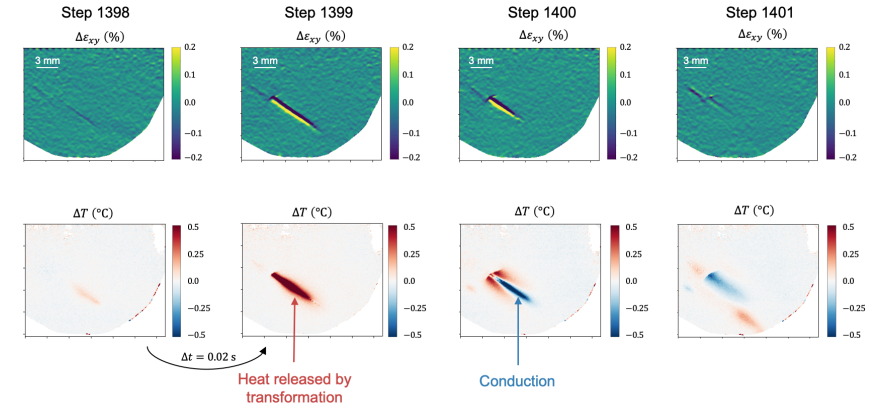 Step 1398
Step 1399
Step 1400
Step 1401
Δε_xy (%)
Δε_xy (%)
Δε_xy (%)
Δε_xy (%)
3 mm
0.2
0.1
0.0
−0.1
−0.2
3 mm
0.2
0.1
0.0
−0.1
−0.2
3 mm
0.2
0.1
0.0
−0.1
−0.2
3 mm
0.2
0.1
0.0
−0.1
−0.2
ΔT (°C)
ΔT (°C)
ΔT (°C)
ΔT (°C)
0.5
0.25
0.0
−0.25
−0.5
0.5
0.25
0.0
−0.25
−0.5
0.5
0.25
0.0
−0.25
−0.5
0.5
0.25
0.0
−0.25
−0.5
Δt = 0.02 s
Heat released by
transformation
Conduction